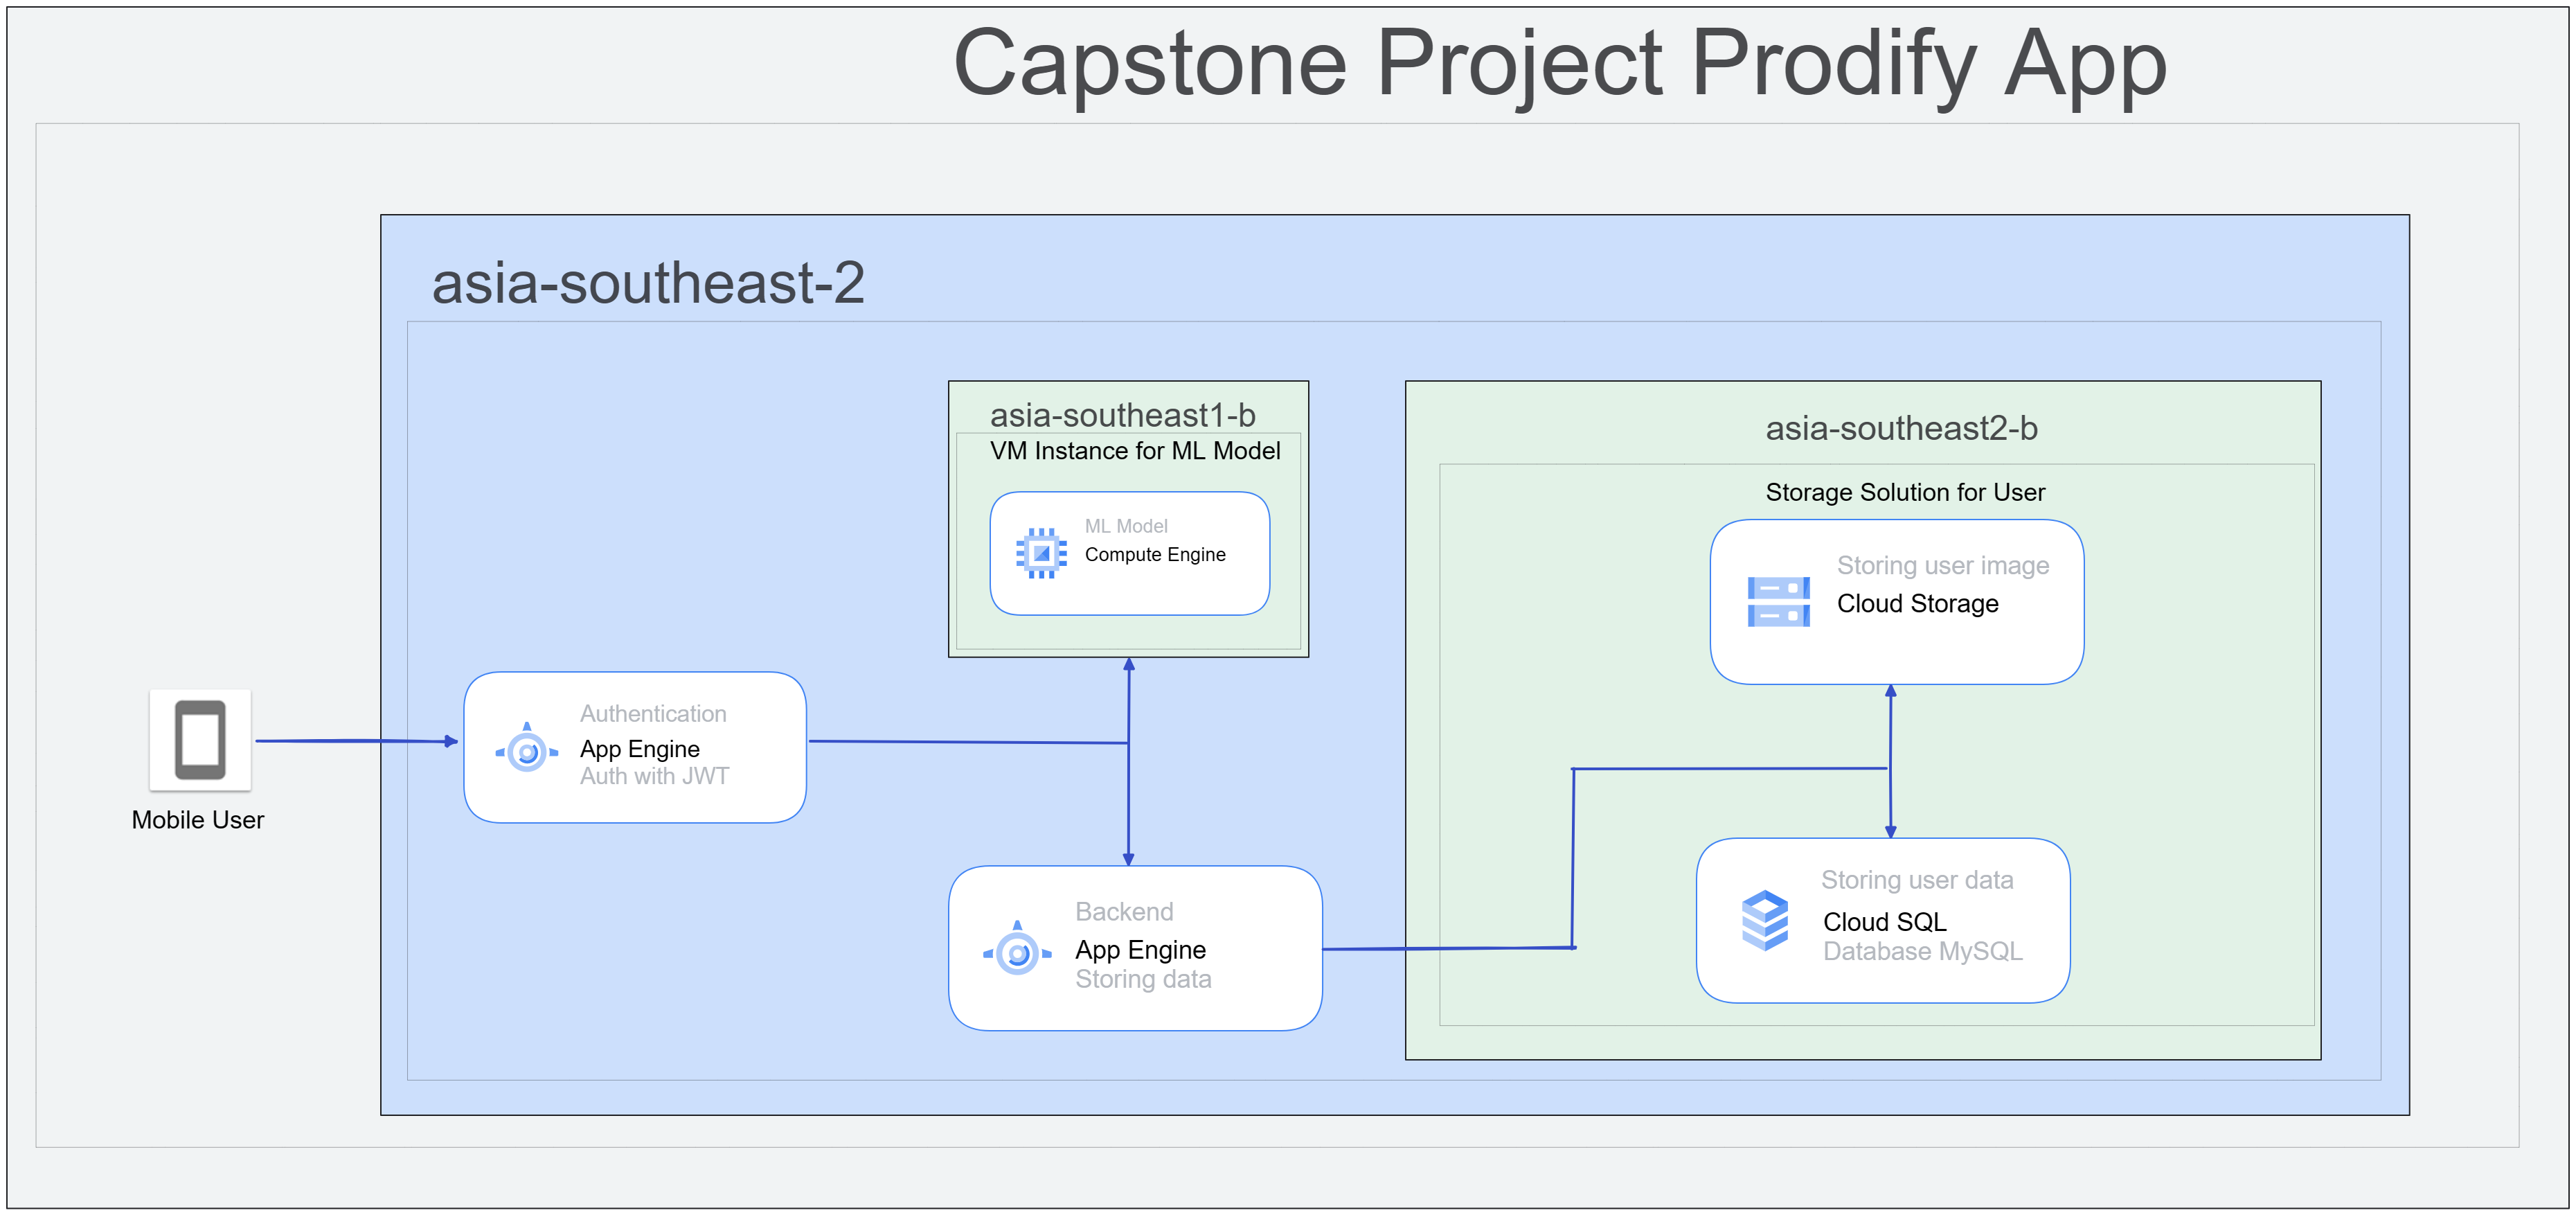 Capstone Project Prodify App
asia-southeast-2
asia-southeast1-b
VM Instance for ML Model
ML Model
Compute Engine
asia-southeast2-b
Storage Solution for User
Storing user image
Cloud Storage
Authentication
App Engine
Auth with JWT
Mobile User
Backend
App Engine
Storing data
Storing user data
Cloud SQL
Database MySQL